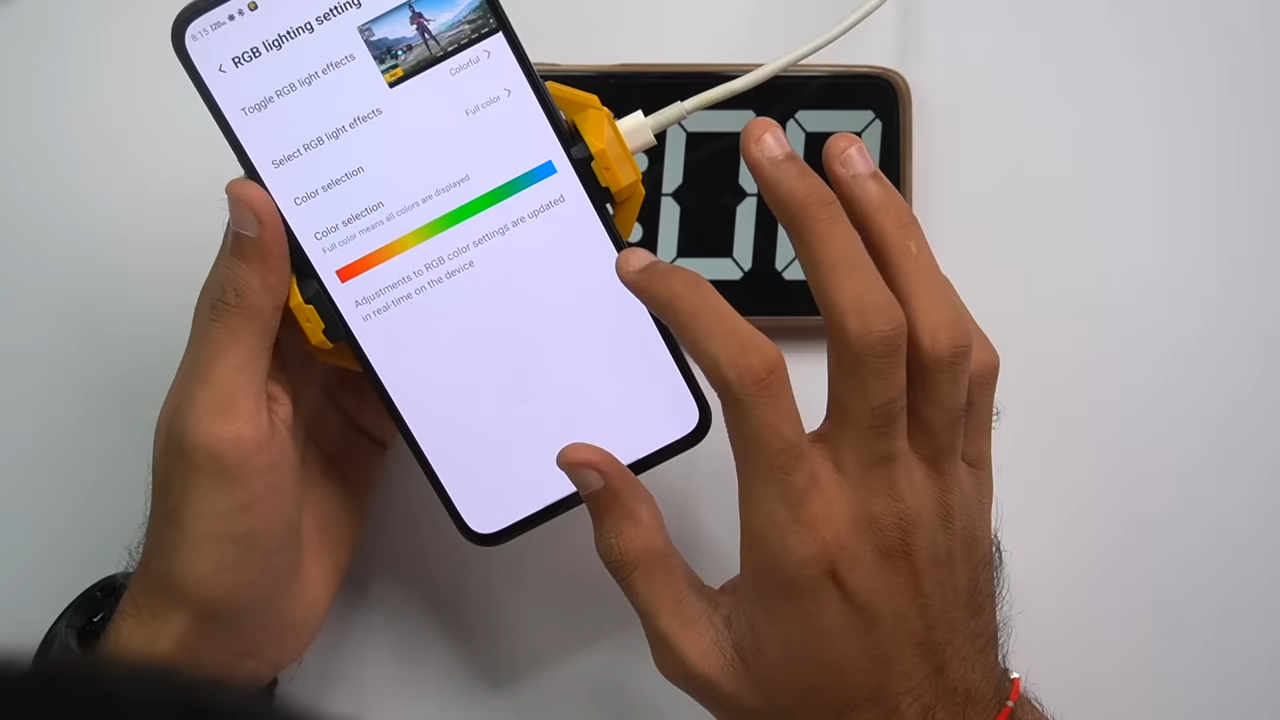 8:15
RGB lighting setting
Toggle RGB light effects
Colorful
Select RGB light effects
Full color
Color selection
Color selection
Full color means all colors are displayed
Adjustments to RGB color settings are updated
in real-time on the device